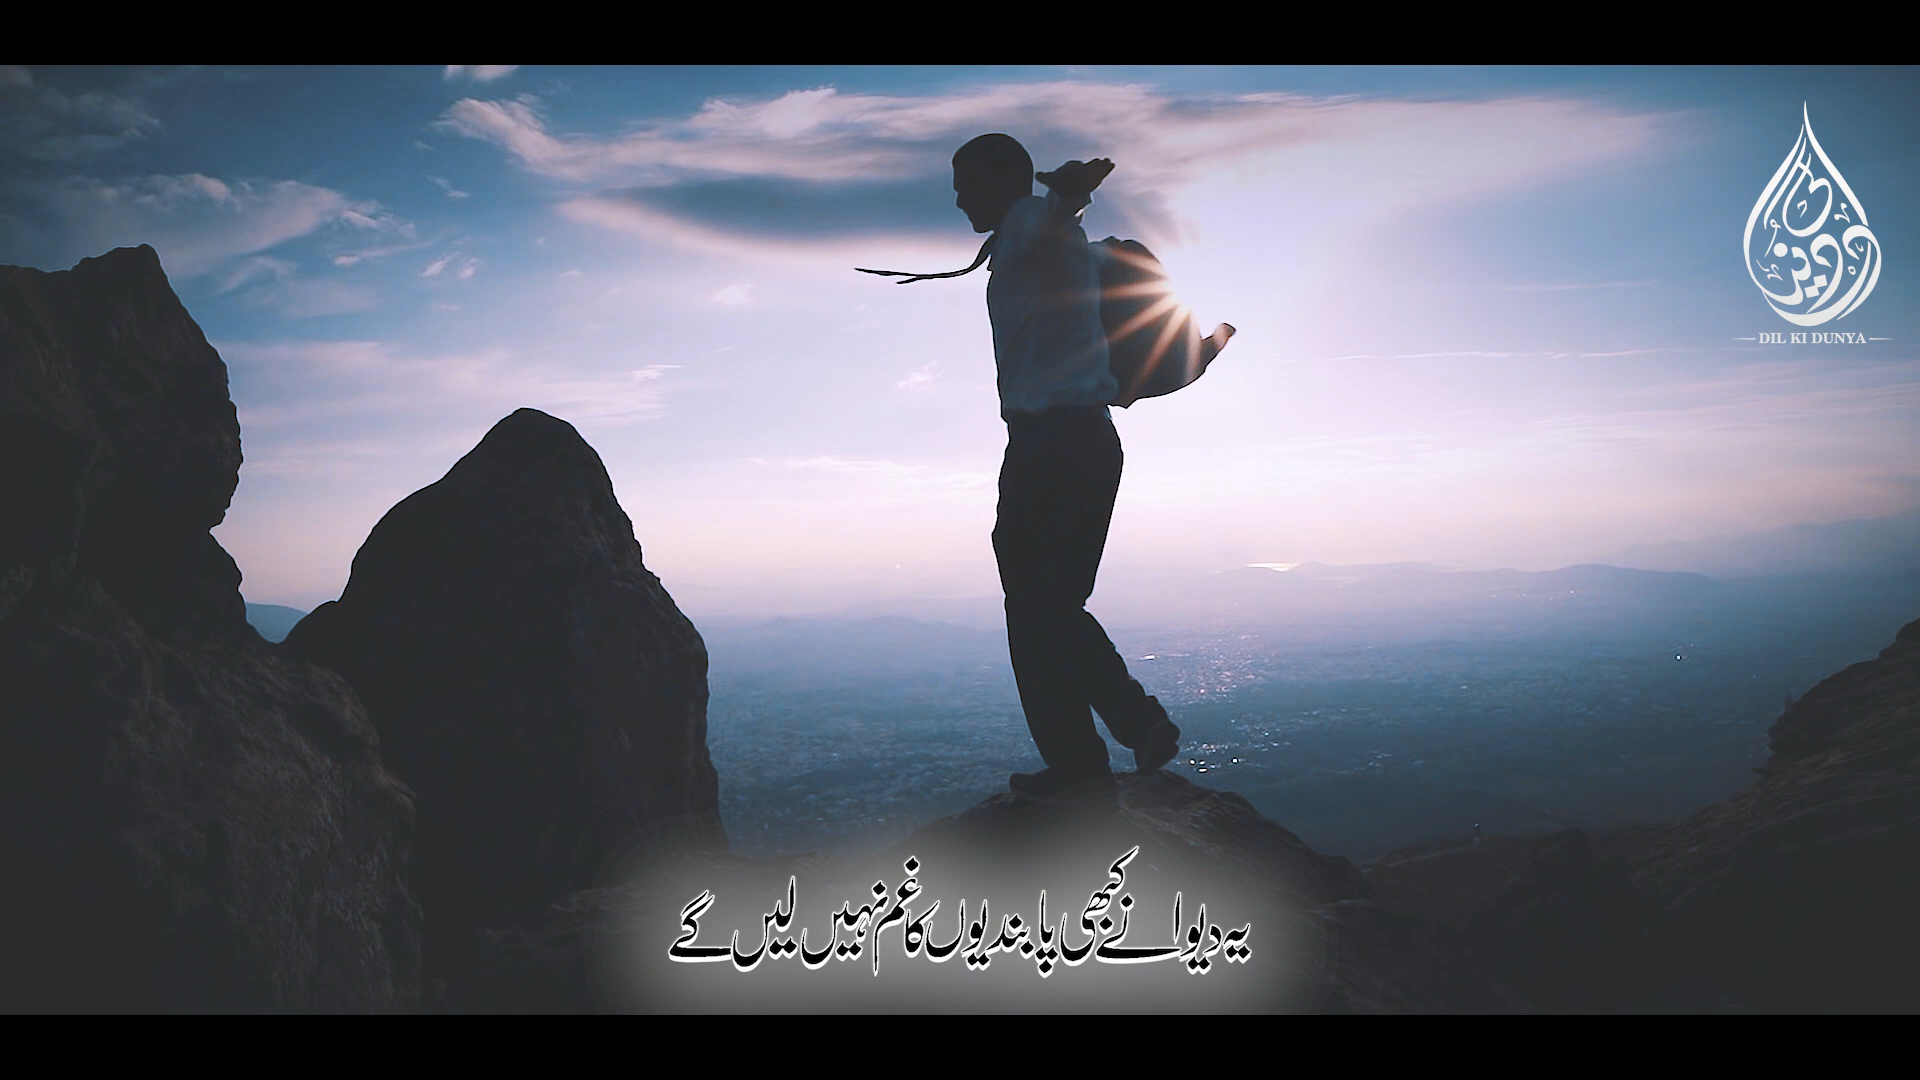 DIL KI DUNYA
یہ دیوانے کبھی پابندیوں کا غم نہیں لیں گے